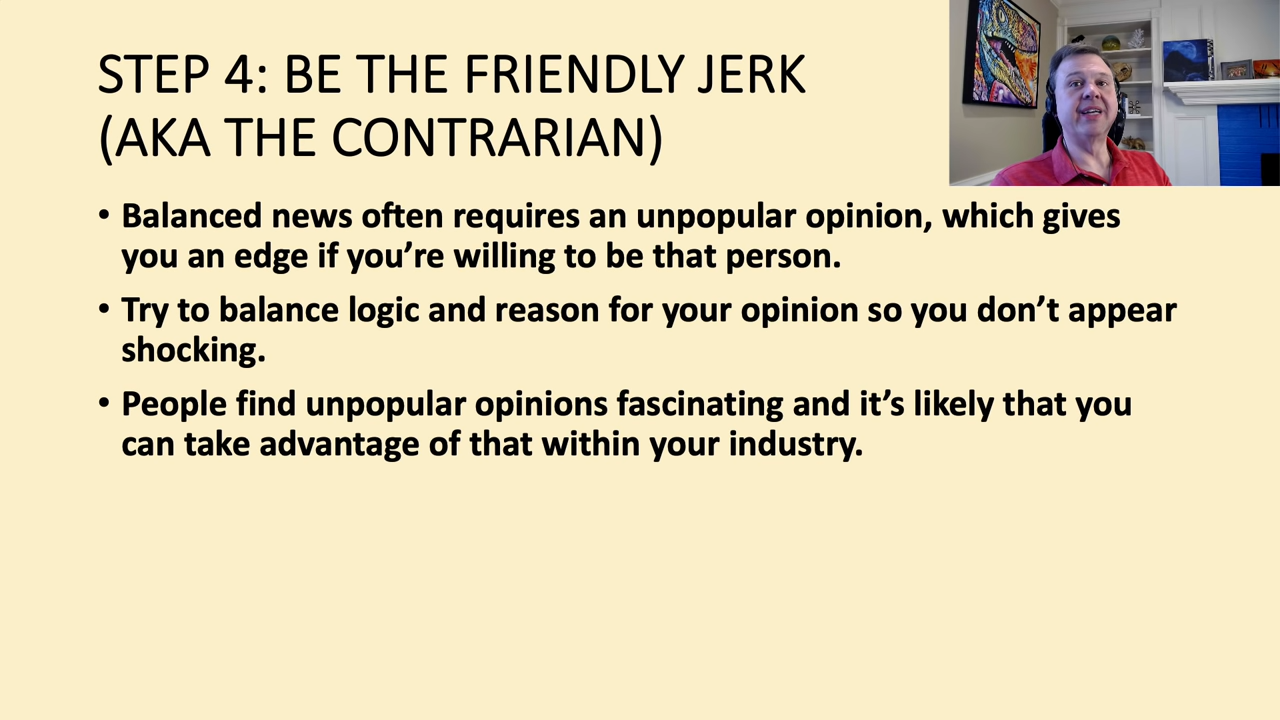 STEP 4: BE THE FRIENDLY JERK
(AKA THE CONTRARIAN)
• Balanced news often requires an unpopular opinion, which gives
you an edge if you’re willing to be that person.
• Try to balance logic and reason for your opinion so you don’t appear
shocking.
• People find unpopular opinions fascinating and it’s likely that you
can take advantage of that within your industry.